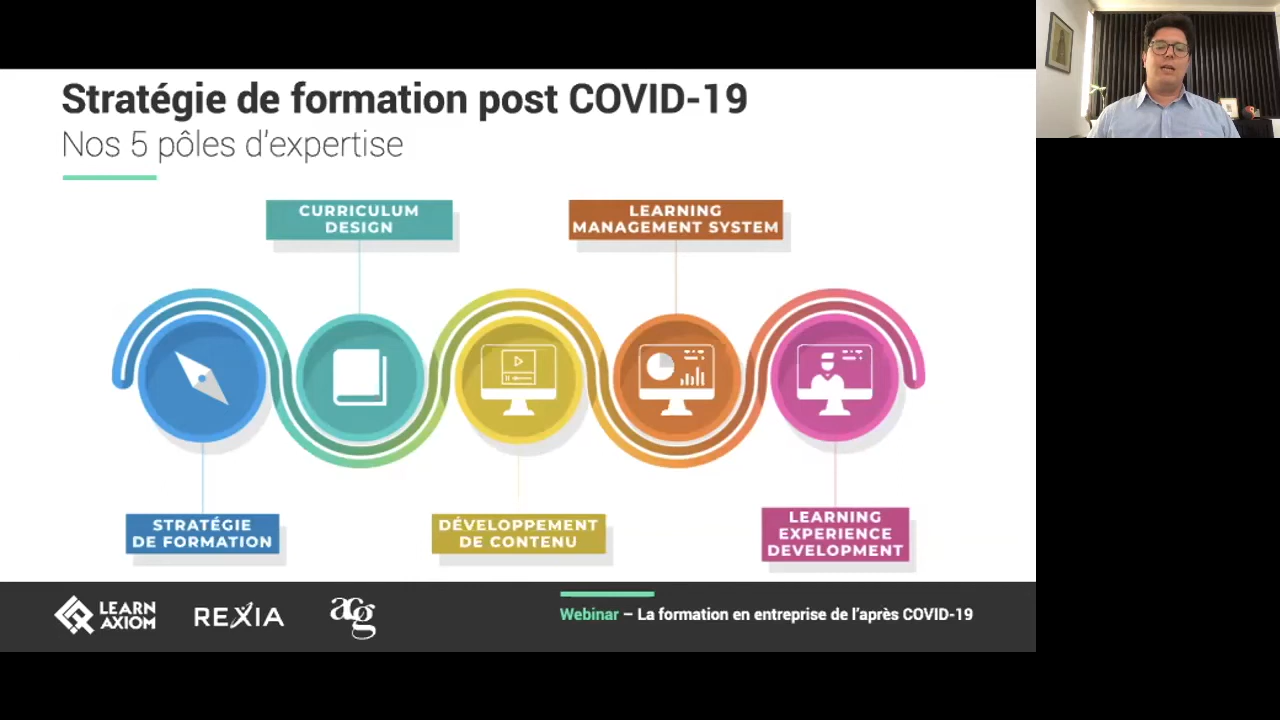 Stratégie de formation post COVID-19
Nos 5 pôles d'expertise
CURRICULUM
DESIGN
LEARNING
MANAGEMENT SYSTEM
STRATÉGIE
DE FORMATION
DÉVELOPPEMENT
DE CONTENU
LEARNING
EXPERIENCE
DEVELOPMENT
LEARN
AXIOM
REXIA
acg
Webinar – La formation en entreprise de l'après COVID-19